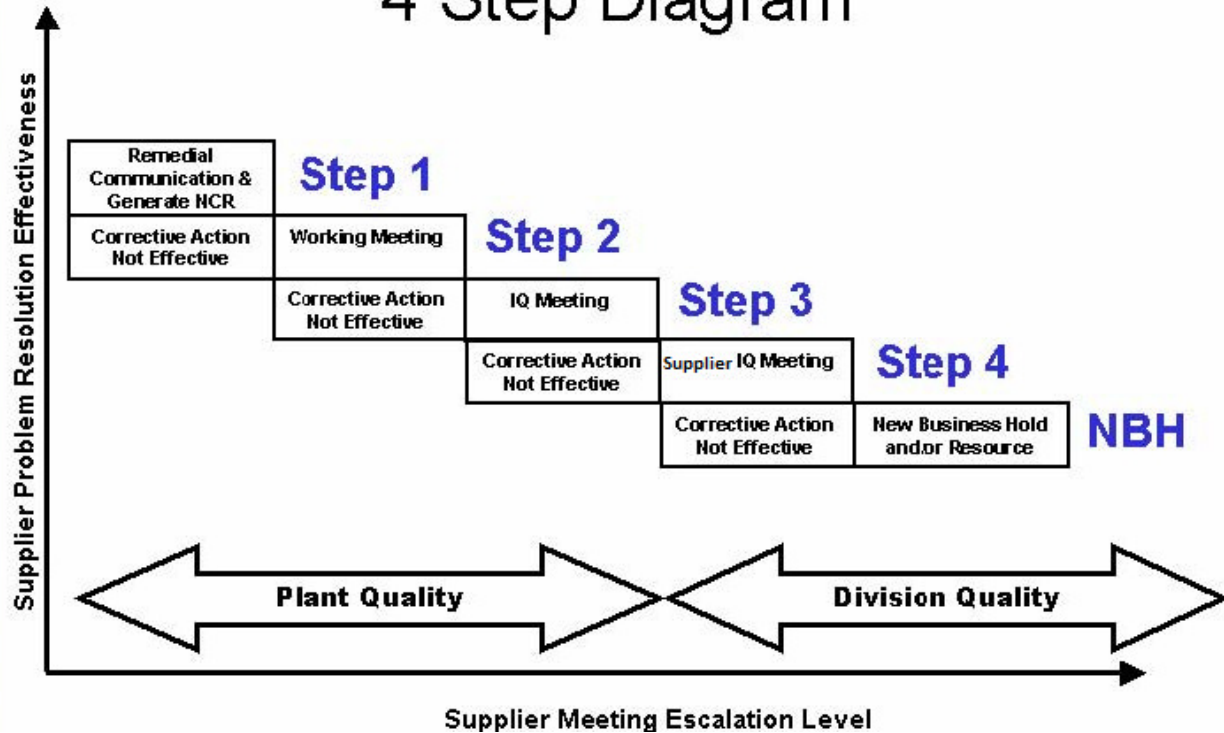 4 Step Diagram
Supplier Problem Resolution Effectiveness
Remedial
Communication &
Generate NCR
Step 1
Corrective Action
Not Effective
Working Meeting
Step 2
Corrective Action
Not Effective
IQ Meeting
Step 3
Corrective Action
Not Effective
Supplier IQ Meeting
Step 4
Corrective Action
Not Effective
New Business Hold
and/or Resource
NBH
Plant Quality
Division Quality
Supplier Meeting Escalation Level